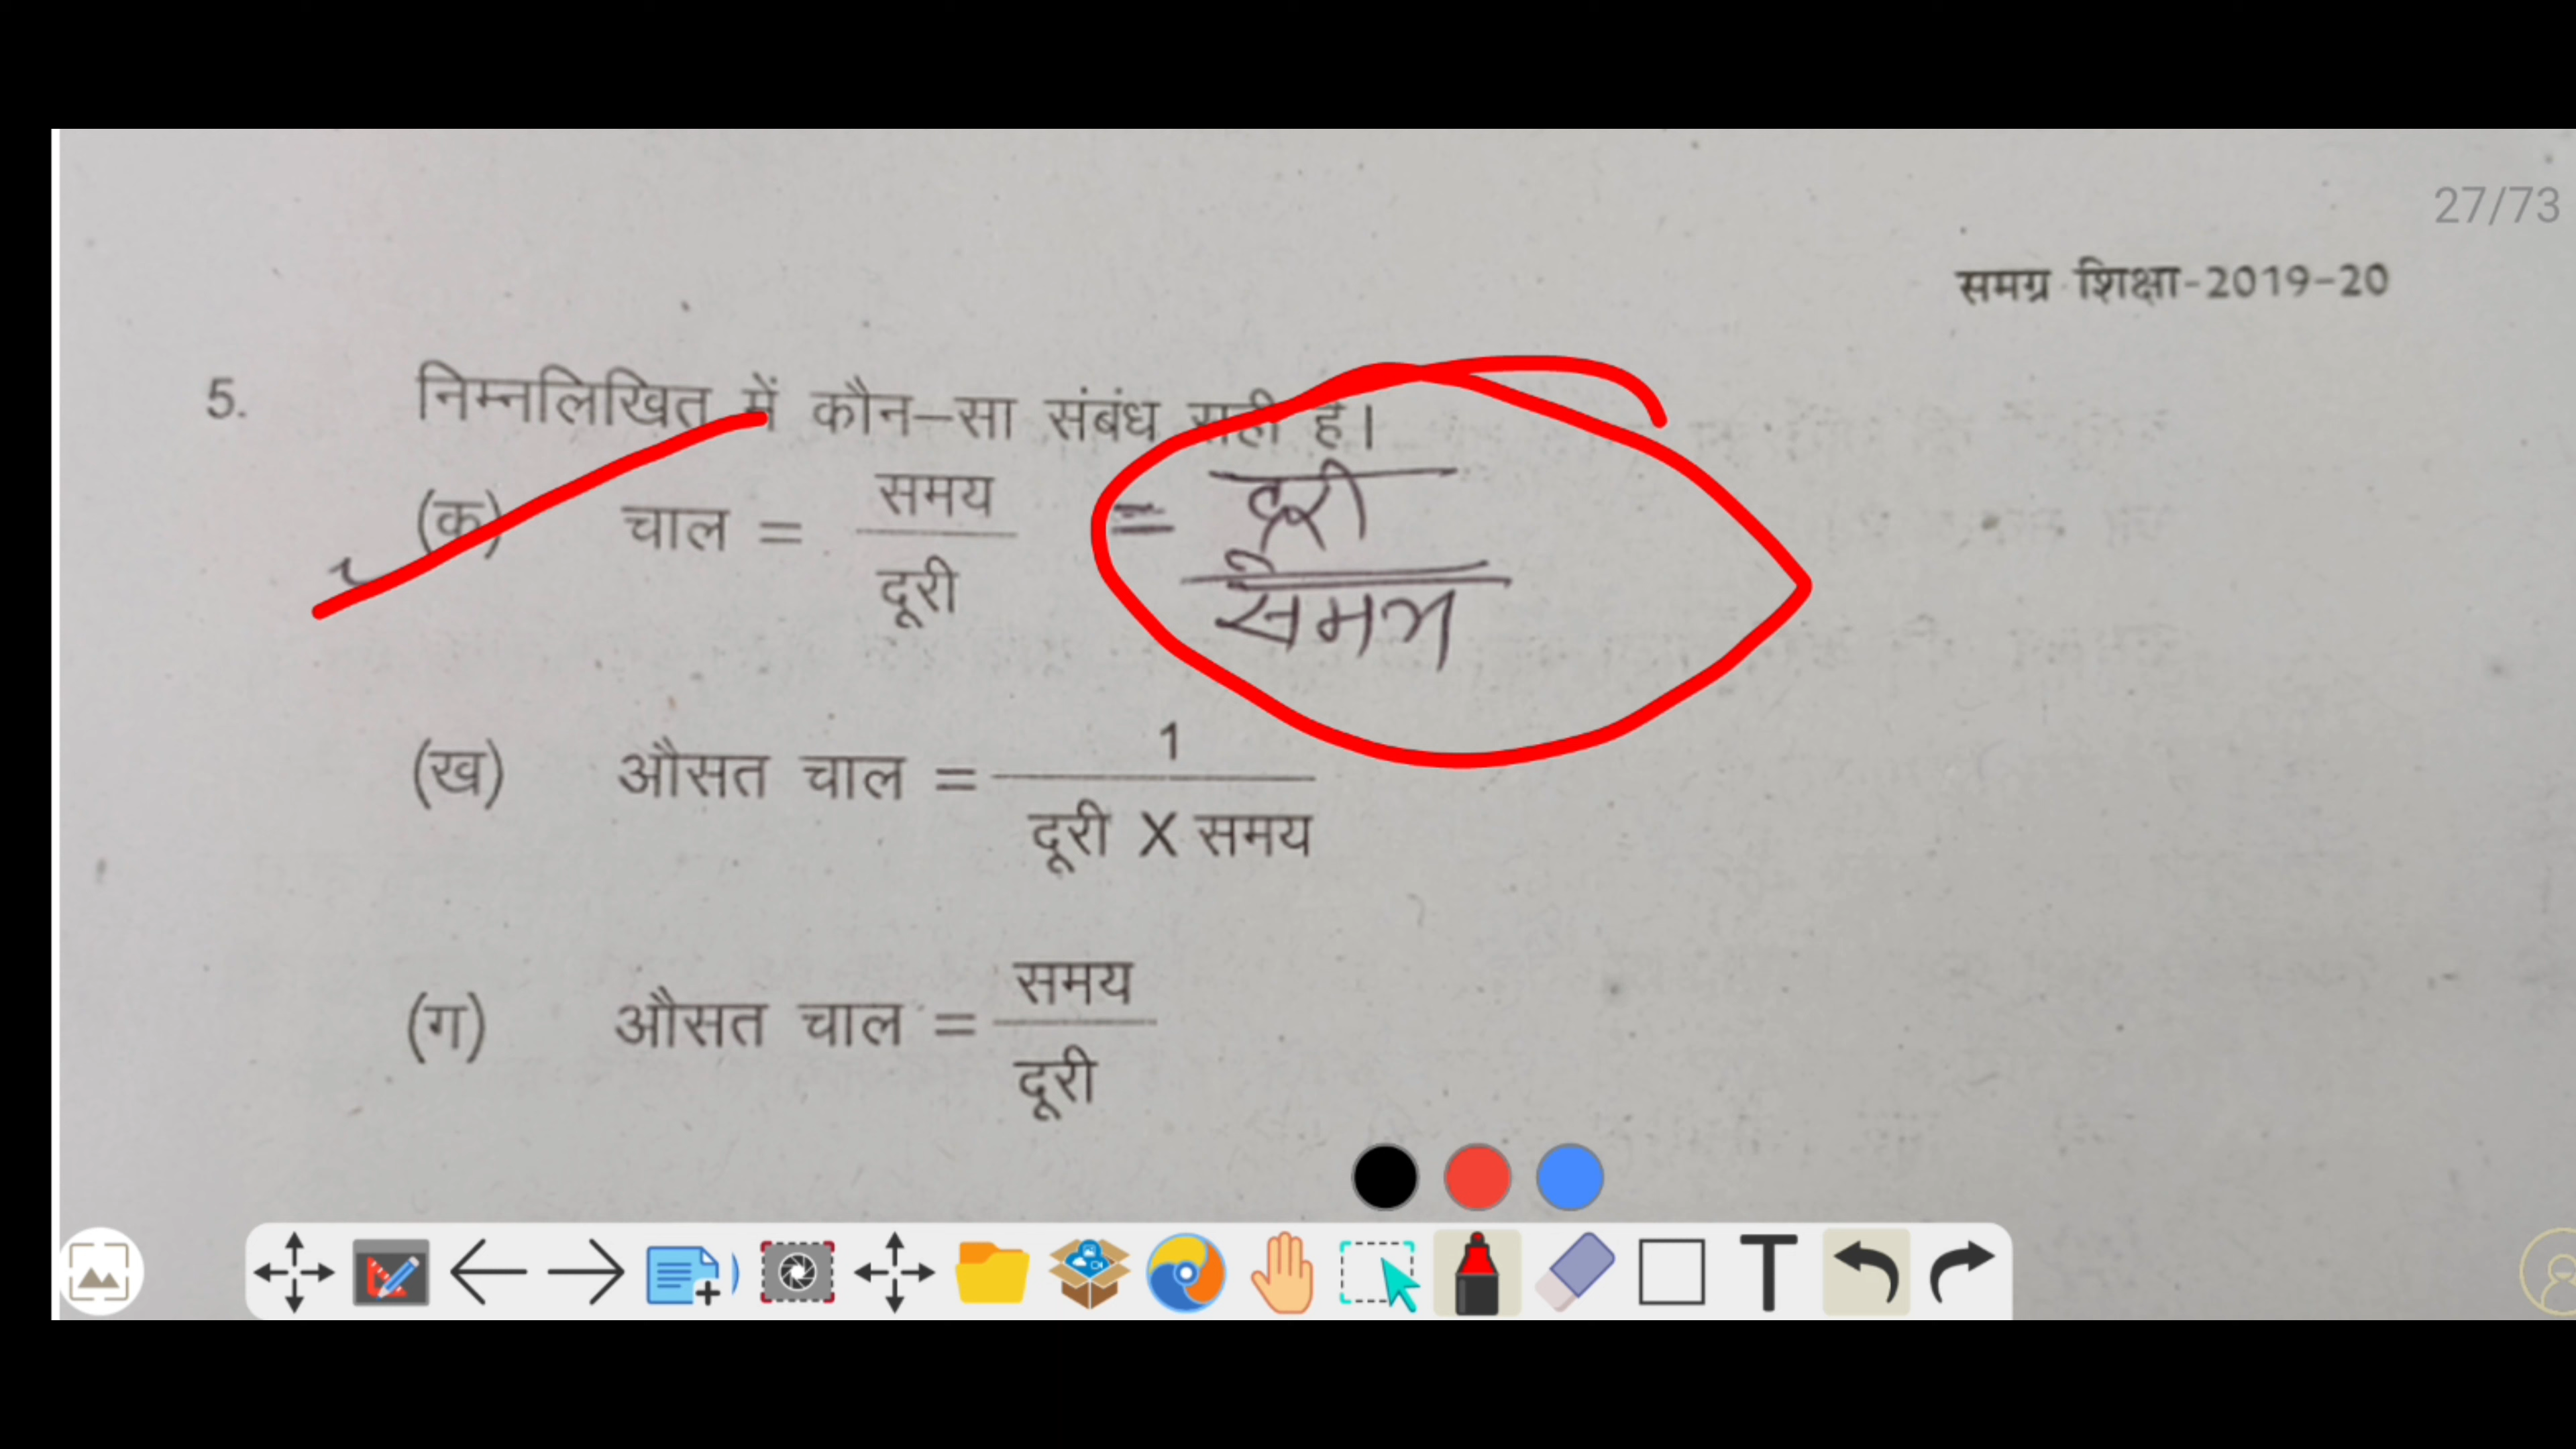 27/73
समग्र शिक्षा-2019-20
5. निम्नलिखित में कौन-सा संबंध सही है।
(क) चाल = समय / दूरी = दूरी / समय
(ख) औसत चाल = 1 / दूरी X समय
(ग) औसत चाल = समय / दूरी
T